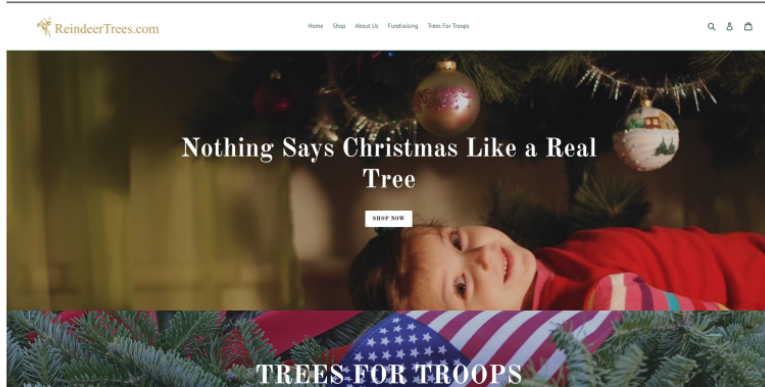 ReindeerTrees.com
Home Shop About Us Fundraising Trees For Troops
Nothing Says Christmas Like a Real
Tree
SHOP NOW
TREES FOR TROOPS